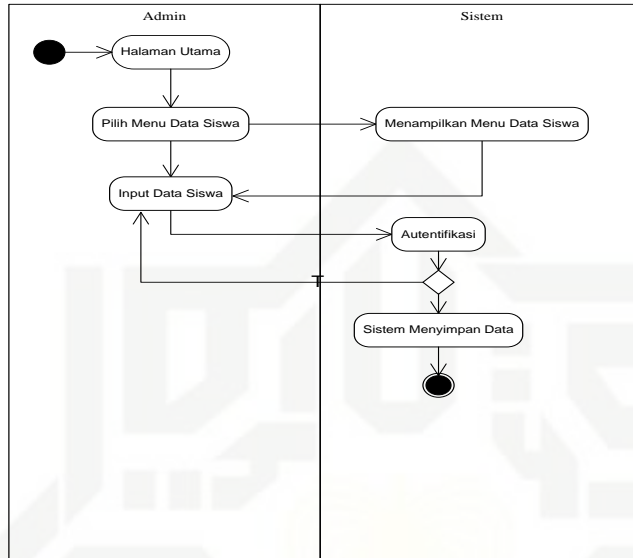 Admin
Sistem
Halaman Utama
Pilih Menu Data Siswa
Menampilkan Menu Data Siswa
Input Data Siswa
Autentifikasi
T
Sistem Menyimpan Data